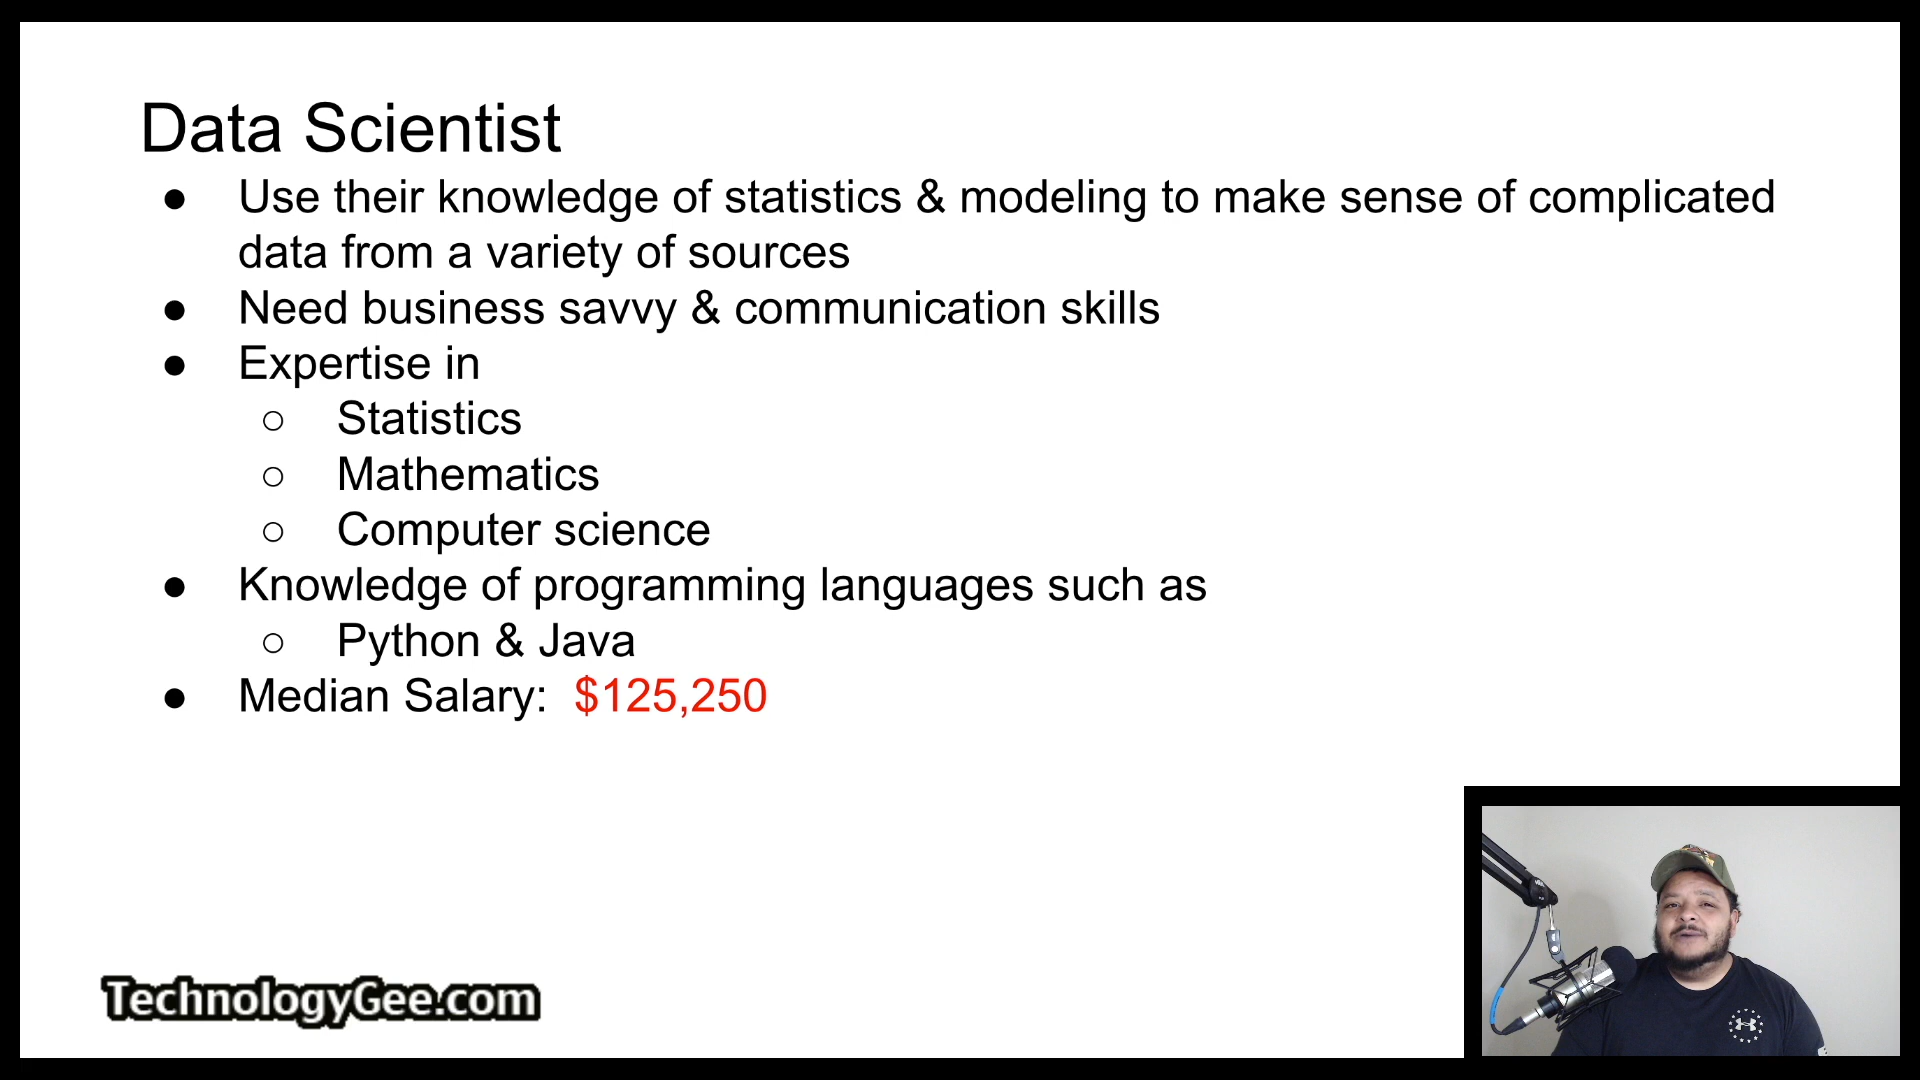 Data Scientist
● Use their knowledge of statistics & modeling to make sense of complicated
data from a variety of sources
● Need business savvy & communication skills
● Expertise in
○ Statistics
○ Mathematics
○ Computer science
● Knowledge of programming languages such as
○ Python & Java
● Median Salary: $125,250
TechnologyGee.com